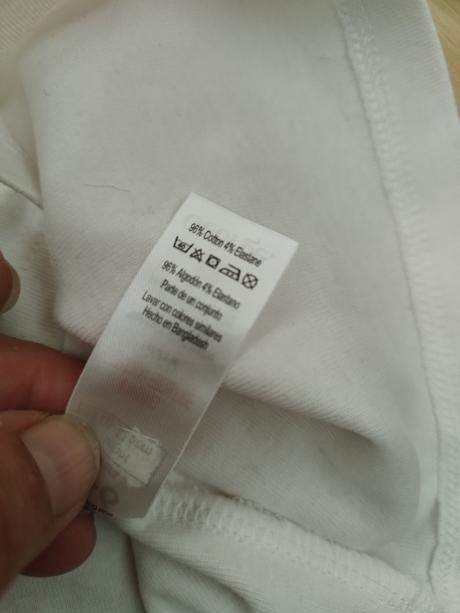 96% Cotton 4% Elastane
96% Algodón 4% Elastano
Parte de un conjunto
Lavar con colores similares
Hecho en Bangladesh